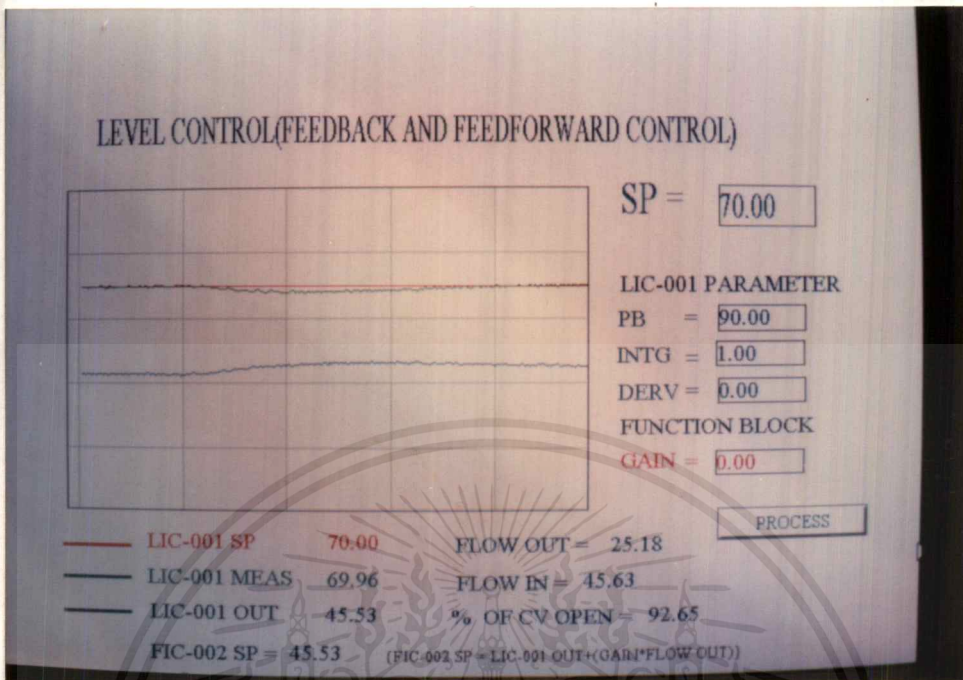 LEVEL CONTROL(FEEDBACK AND FEEDFORWARD CONTROL)
SP = 70.00
LIC-001 PARAMETER
PB = 90.00
INTG = 1.00
DERV = 0.00
FUNCTION BLOCK
GAIN = 0.00
PROCESS
LIC-001 SP 70.00 FLOW OUT = 25.18
LIC-001 MEAS 69.96 FLOW IN = 45.63
LIC-001 OUT 45.53 % OF CV OPEN = 92.65
FIC-002 SP = 45.53 (FIC-002 SP = LIC-001 OUT+(GAIN*FLOW OUT))